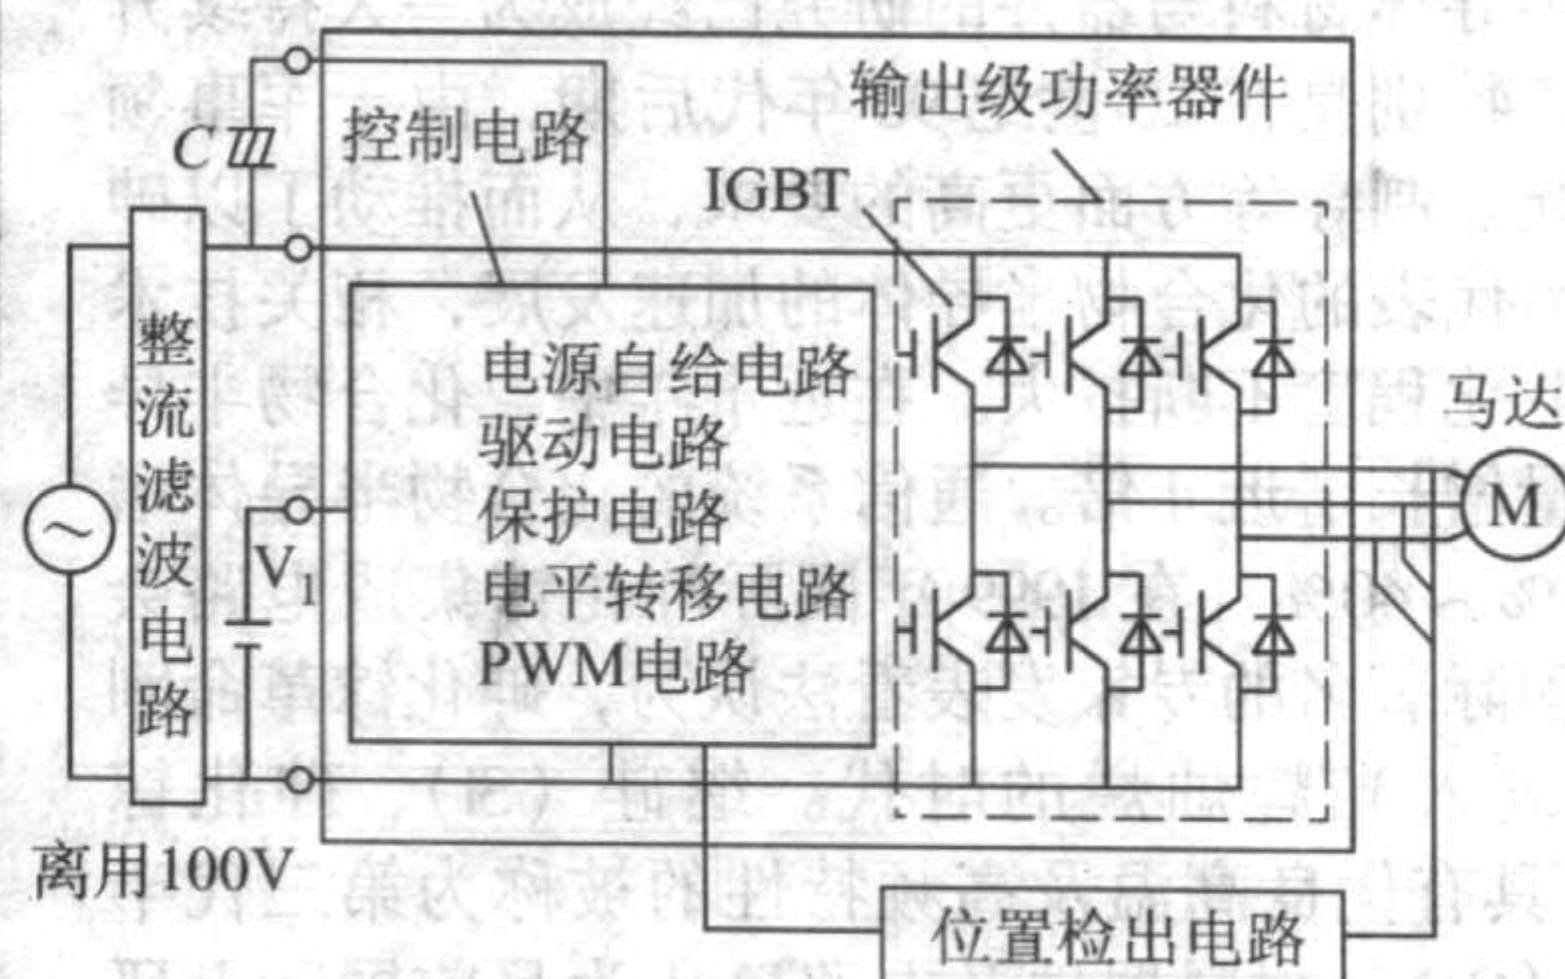 输出级功率器件
控制电路
C
IGBT
整流滤波电路
电源自给电路
驱动电路
保护电路
电平转移电路
PWM电路
V1
马达
M
~
离用100V
位置检出电路